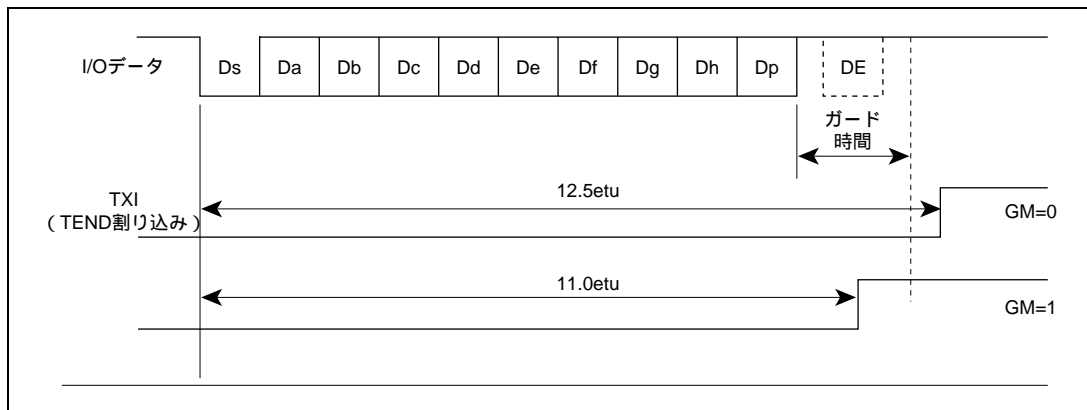 I/Oデータ Ds Da Db Dc Dd De Df Dg Dh Dp DE
ガード
時間
TXI
（TEND割り込み）
12.5etu
GM=0
11.0etu
GM=1